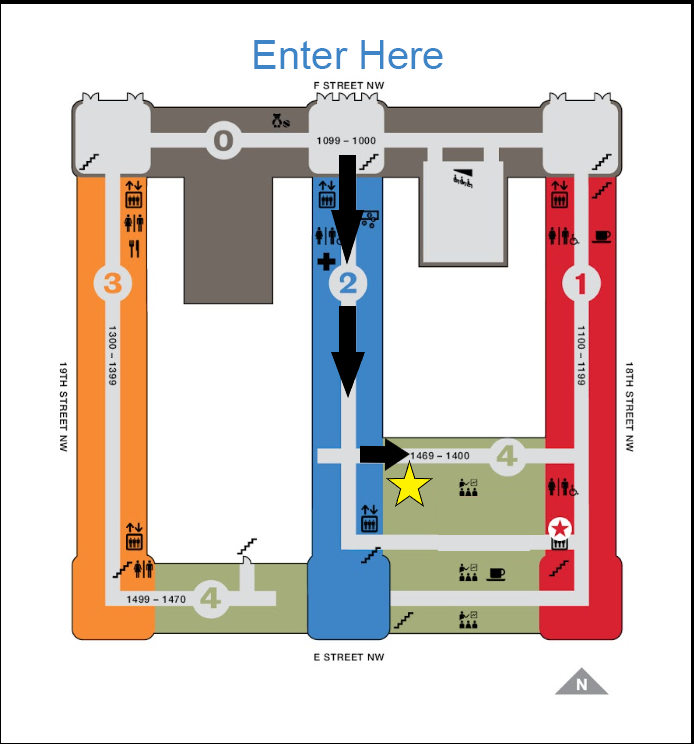 Enter Here
F STREET NW
0
1099 – 1000
$
3
2
1
1300 – 1399
1100 – 1199
19TH STREET NW
18TH STREET NW
1469 – 1400
4
1499 – 1470
4
E STREET NW
N